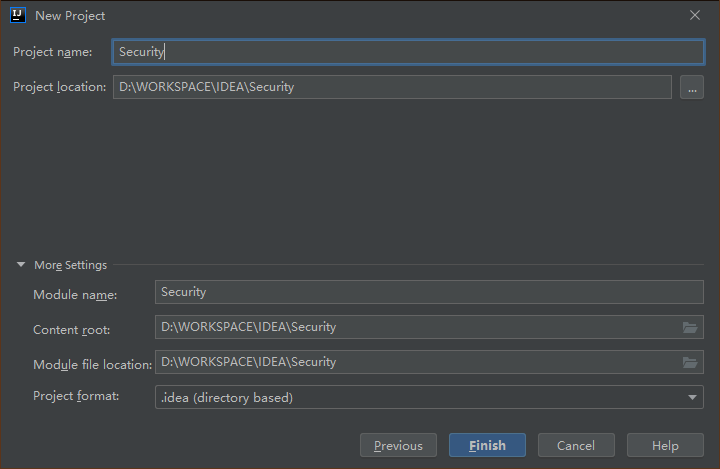 New Project
Project name: Security
Project location: D:\WORKSPACE\IDEA\Security ...
More Settings
Module name: Security
Content root: D:\WORKSPACE\IDEA\Security
Module file location: D:\WORKSPACE\IDEA\Security
Project format: .idea (directory based)
Previous Finish Cancel Help